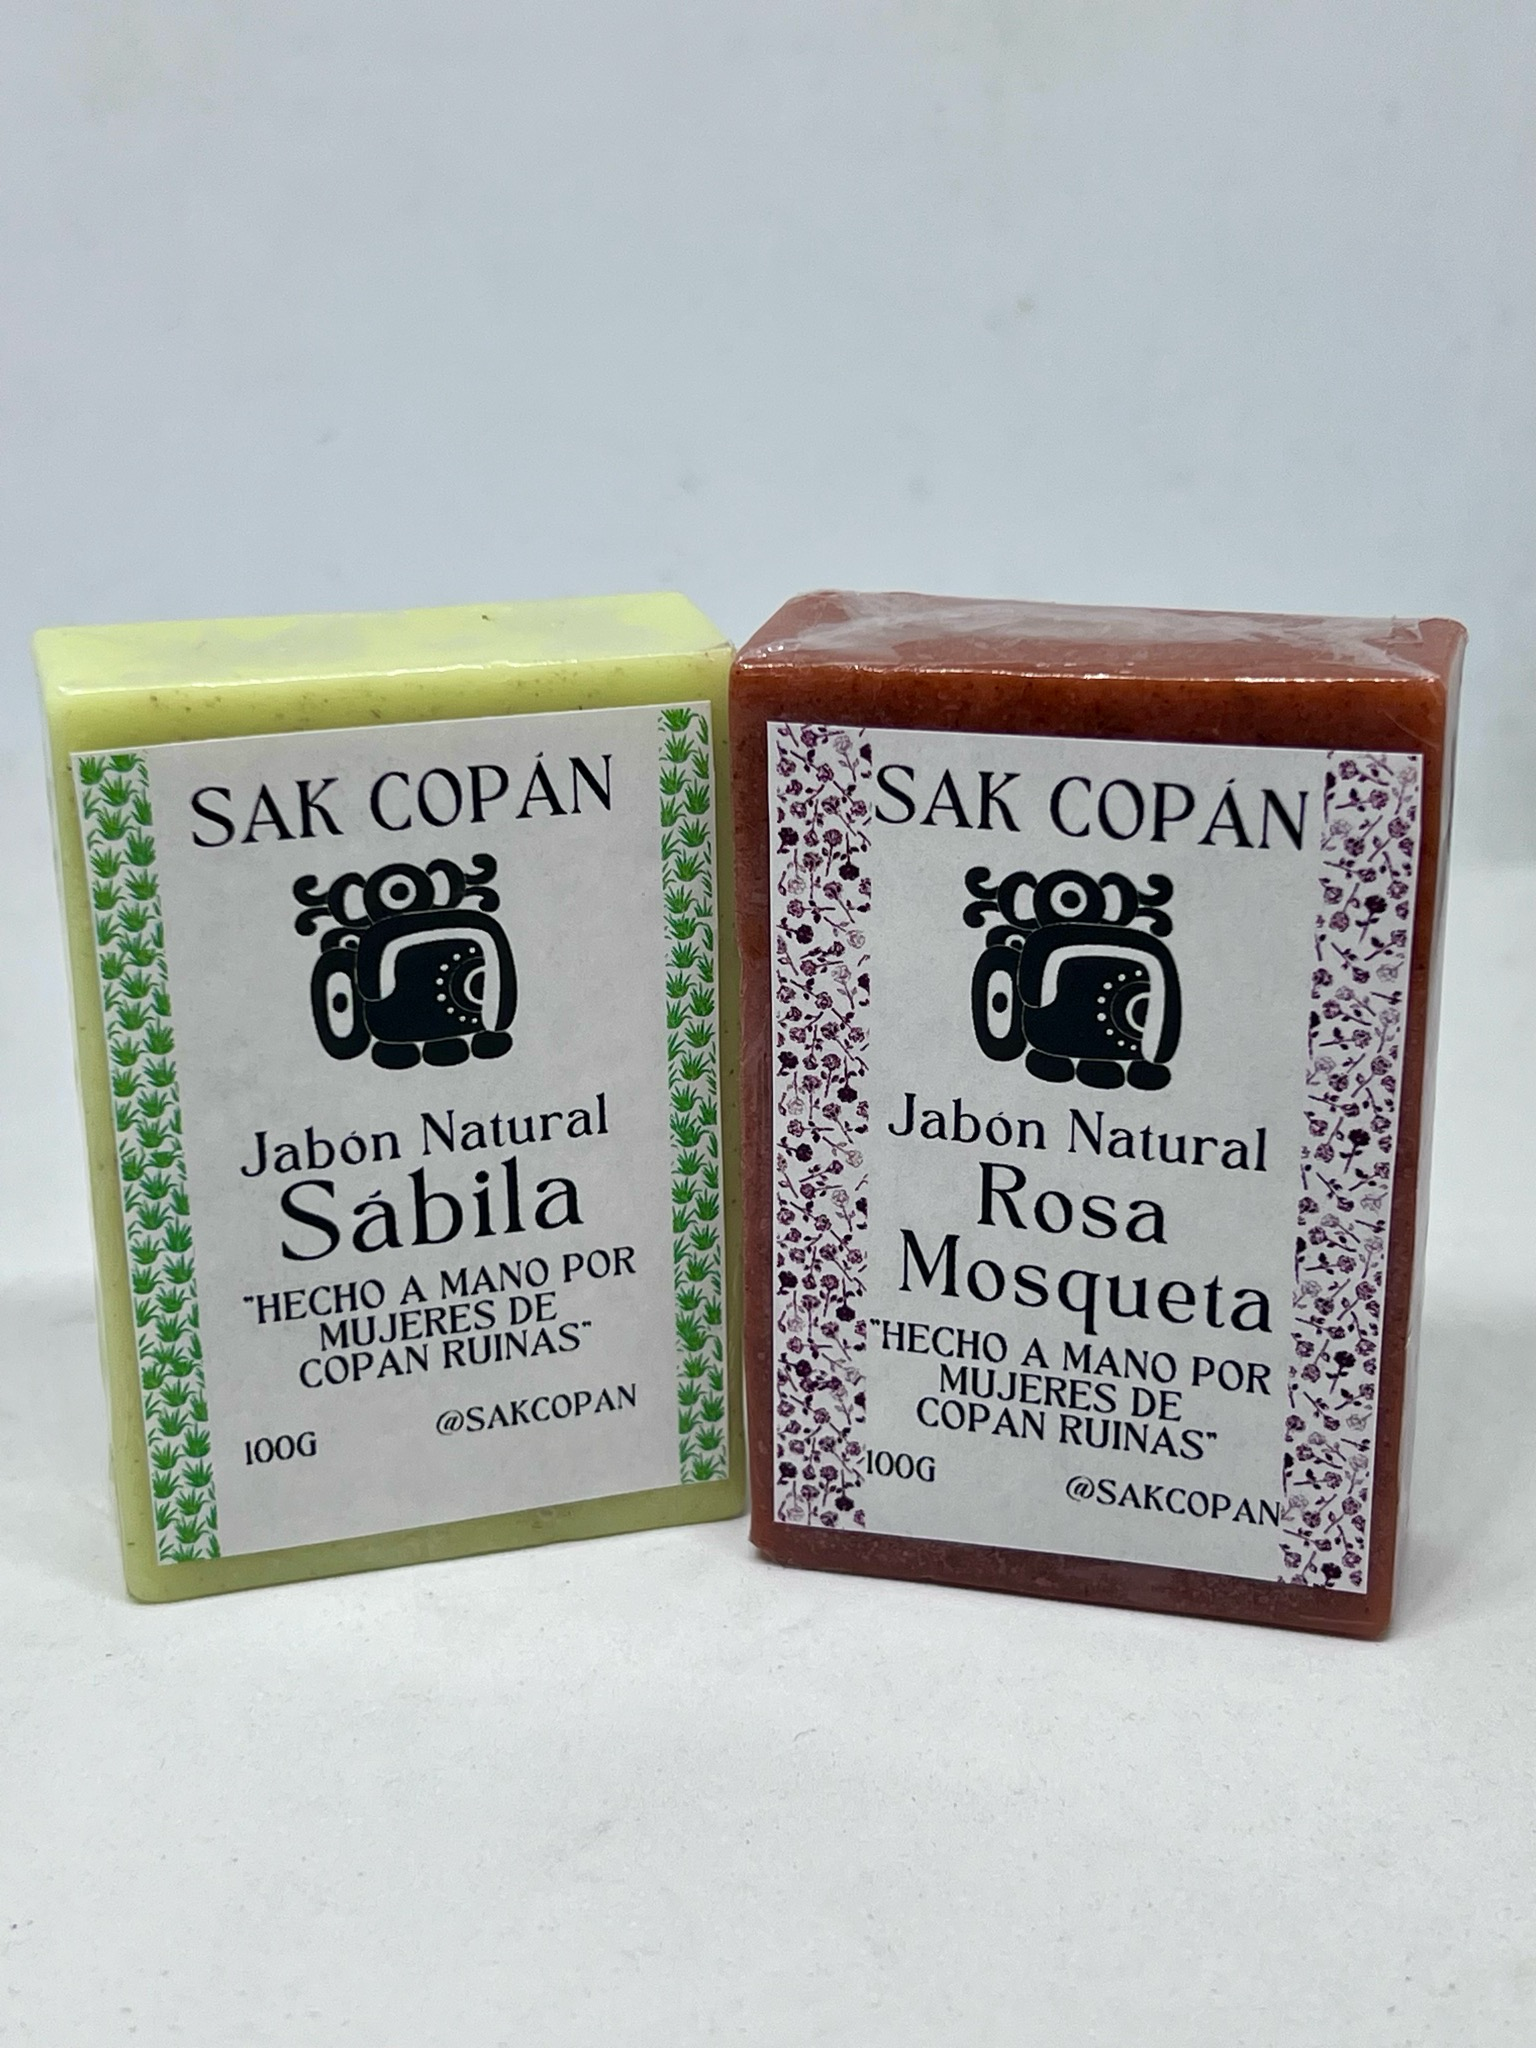 SAK COPÁN
Jabón Natural
Sábila
"HECHO A MANO POR
MUJERES DE
COPAN RUINAS"
@SAKCOPAN
100G
SAK COPÁN
Jabón Natural
Rosa
Mosqueta
"HECHO A MANO POR
MUJERES DE
COPAN RUINAS"
100G
@SAKCOPAN